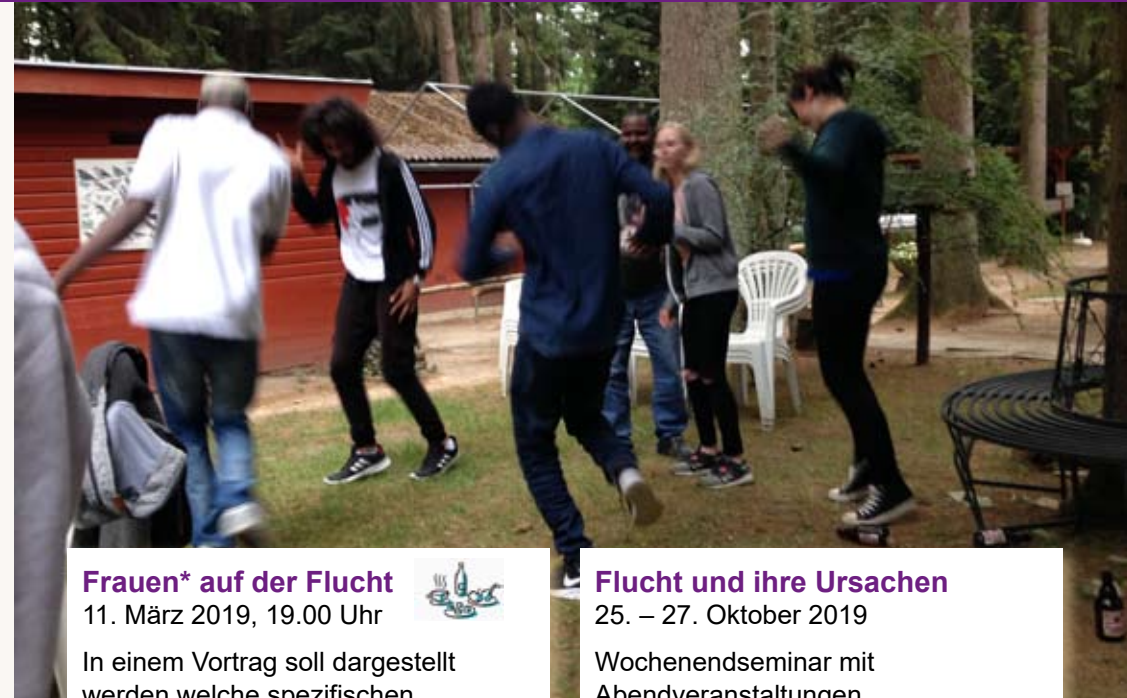 Frauen* auf der Flucht
11. März 2019, 19.00 Uhr
In einem Vortrag soll dargestellt
werden welche spezifischen
Flucht und ihre Ursachen
25. – 27. Oktober 2019
Wochenendseminar mit
Abendveranstaltungen